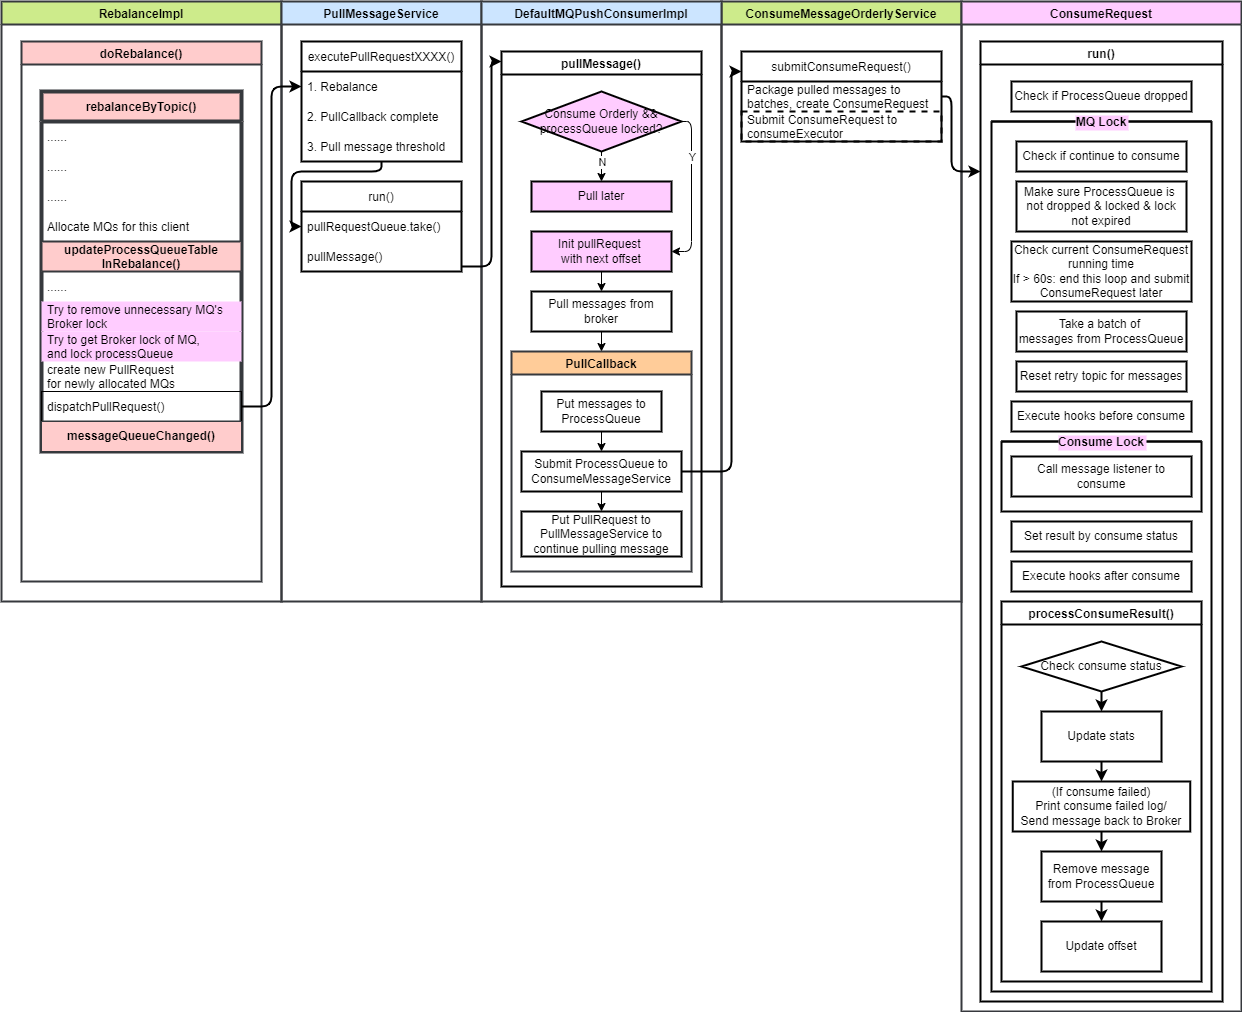 RebalanceImpl
doRebalance()
rebalanceByTopic()
......
......
......
Allocate MQs for this client
updateProcessQueueTable
InRebalance()
......
Try to remove unnecessary MQ's
Broker lock
Try to get Broker lock of MQ,
and lock processQueue
create new PullRequest
for newly allocated MQs
dispatchPullRequest()
messageQueueChanged()
PullMessageService
executePullRequestXXXX()
1. Rebalance
2. PullCallback complete
3. Pull message threshold
run()
pullRequestQueue.take()
pullMessage()
DefaultMQPushConsumerImpl
pullMessage()
Consume Orderly &&
processQueue locked?
Y
N
Pull later
Init pullRequest
with next offset
Pull messages from
broker
PullCallback
Put messages to
ProcessQueue
Submit ProcessQueue to
ConsumeMessageService
Put PullRequest to
PullMessageService to
continue pulling message
ConsumeMessageOrderlyService
submitConsumeRequest()
Package pulled messages to
batches, create ConsumeRequest
Submit ConsumeRequest to
consumeExecutor
ConsumeRequest
run()
Check if ProcessQueue dropped
MQ Lock
Check if continue to consume
Make sure ProcessQueue is
not dropped & locked & lock
not expired
Check current ConsumeRequest
running time
If > 60s: end this loop and submit
ConsumeRequest later
Take a batch of
messages from ProcessQueue
Reset retry topic for messages
Execute hooks before consume
Consume Lock
Call message listener to
consume
Set result by consume status
Execute hooks after consume
processConsumeResult()
Check consume status
Update stats
(If consume failed)
Print consume failed log/
Send message back to Broker
Remove message
from ProcessQueue
Update offset